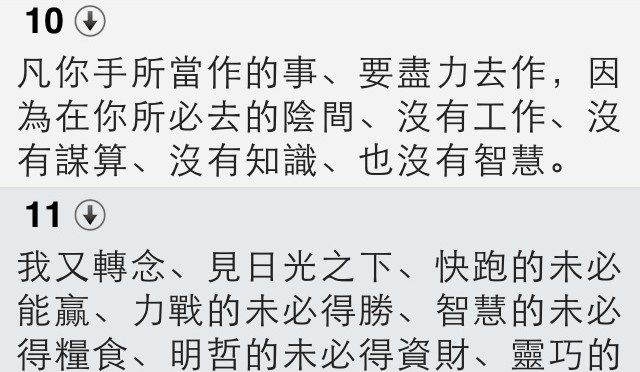 10
凡你手所當作的事、要盡力去作，因
為在你所必去的陰間、沒有工作、沒
有謀算、沒有知識、也沒有智慧。
11
我又轉念、見日光之下、快跑的未必
能贏、力戰的未必得勝、智慧的未必
得糧食、明哲的未必得資財、靈巧的